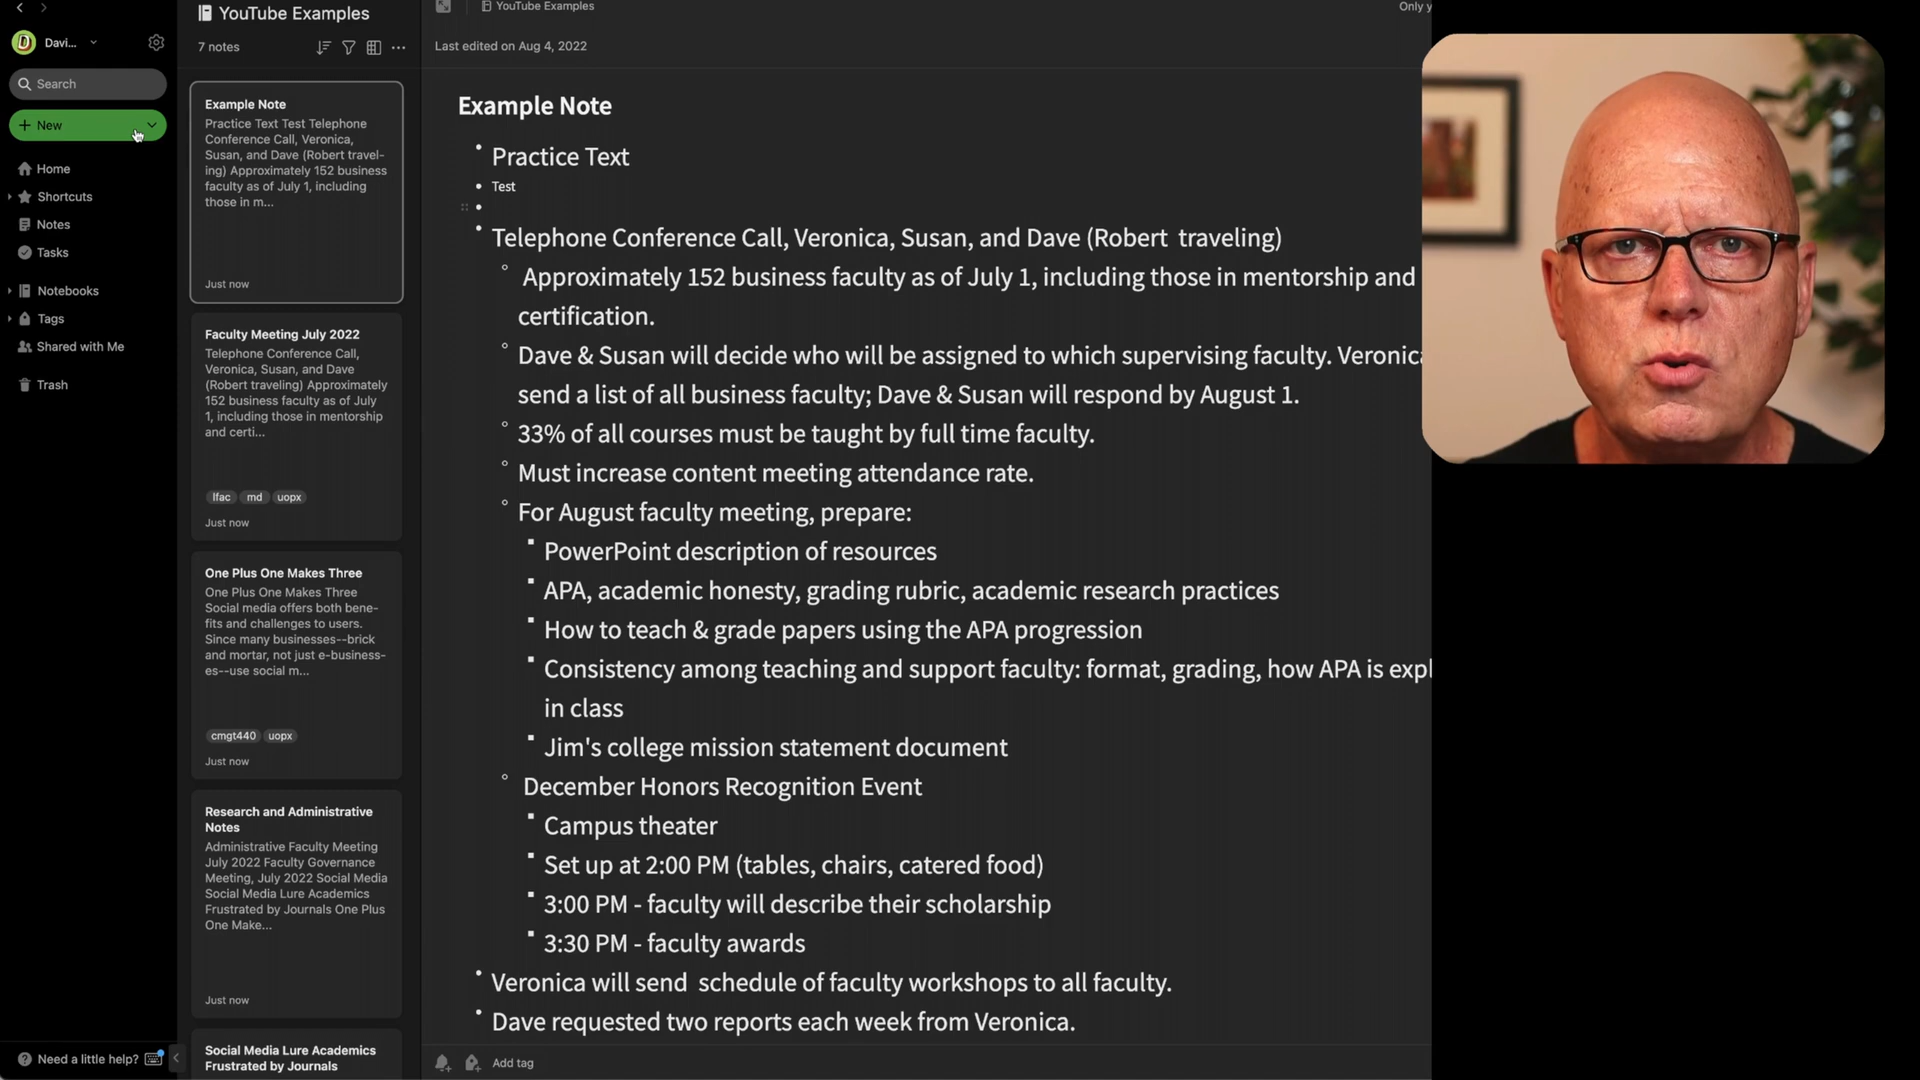 Davi...
Search
New
Home
Shortcuts
Notes
Tasks
Notebooks
Tags
Shared with Me
Trash
Need a little help?
YouTube Examples
7 notes
Example Note
Practice Text Test Telephone
Conference Call, Veronica,
Susan, and Dave (Robert travel-
ing) Approximately 152 business
faculty as of July 1, including
those in m...
Just now
Faculty Meeting July 2022
Telephone Conference Call,
Veronica, Susan, and Dave
(Robert traveling) Approximately
152 business faculty as of July
1, including those in mentorship
and certi...
lfac md uopx
Just now
One Plus One Makes Three
One Plus One Makes Three
Social media offers both bene-
fits and challenges to users.
Since many businesses--brick
and mortar, not just e-business-
es--use social m...
cmgt440 uopx
Just now
Research and Administrative
Notes
Administrative Faculty Meeting
July 2022 Faculty Governance
Meeting, July 2022 Social Media
Social Media Lure Academics
Frustrated by Journals One Plus
One Make...
Just now
Social Media Lure Academics
Frustrated by Journals
YouTube Examples
Only y
Last edited on Aug 4, 2022
Example Note
Practice Text
Test
Telephone Conference Call, Veronica, Susan, and Dave (Robert  traveling)
Approximately 152 business faculty as of July 1, including those in mentorship and
certification.
Dave & Susan will decide who will be assigned to which supervising faculty. Veronica
send a list of all business faculty; Dave & Susan will respond by August 1.
33% of all courses must be taught by full time faculty.
Must increase content meeting attendance rate.
For August faculty meeting, prepare:
PowerPoint description of resources
APA, academic honesty, grading rubric, academic research practices
How to teach & grade papers using the APA progression
Consistency among teaching and support faculty: format, grading, how APA is expl
in class
Jim's college mission statement document
December Honors Recognition Event
Campus theater
Set up at 2:00 PM (tables, chairs, catered food)
3:00 PM - faculty will describe their scholarship
3:30 PM - faculty awards
Veronica will send  schedule of faculty workshops to all faculty.
Dave requested two reports each week from Veronica.
Add tag